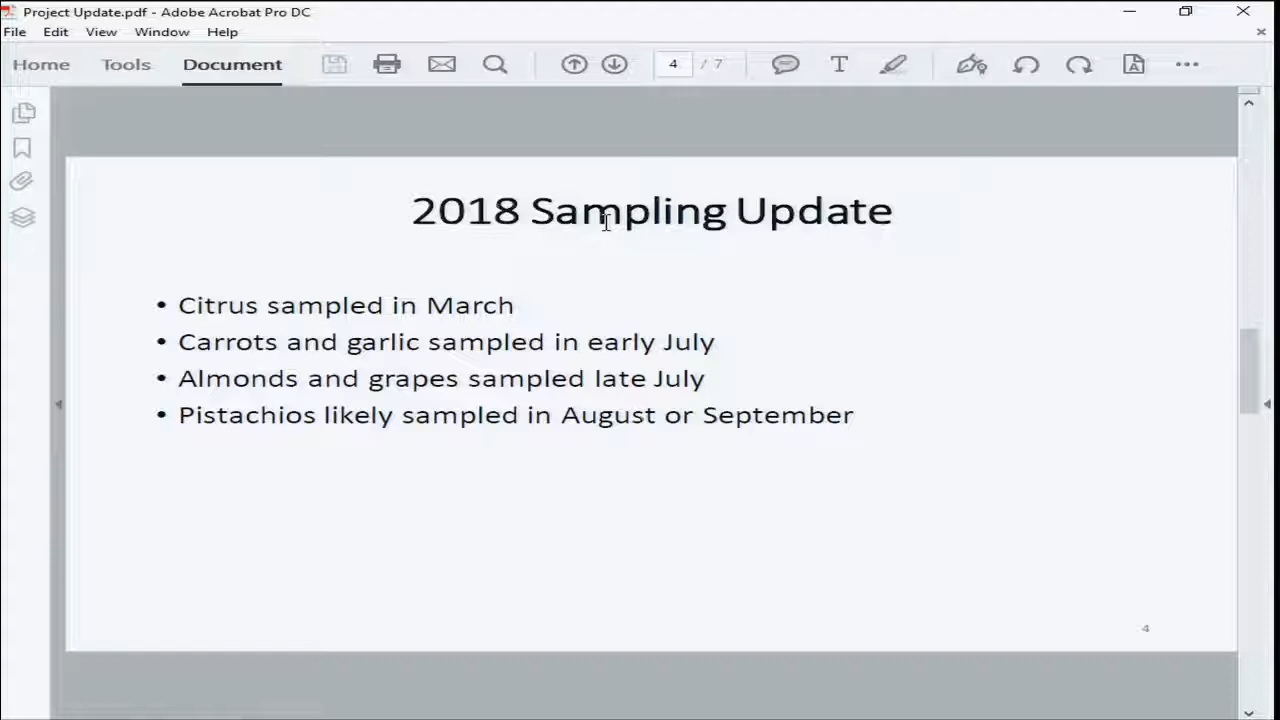 Project Update.pdf - Adobe Acrobat Pro DC
File Edit View Window Help
Home Tools Document 4 / 7
2018 Sampling Update
• Citrus sampled in March
• Carrots and garlic sampled in early July
• Almonds and grapes sampled late July
• Pistachios likely sampled in August or September
4